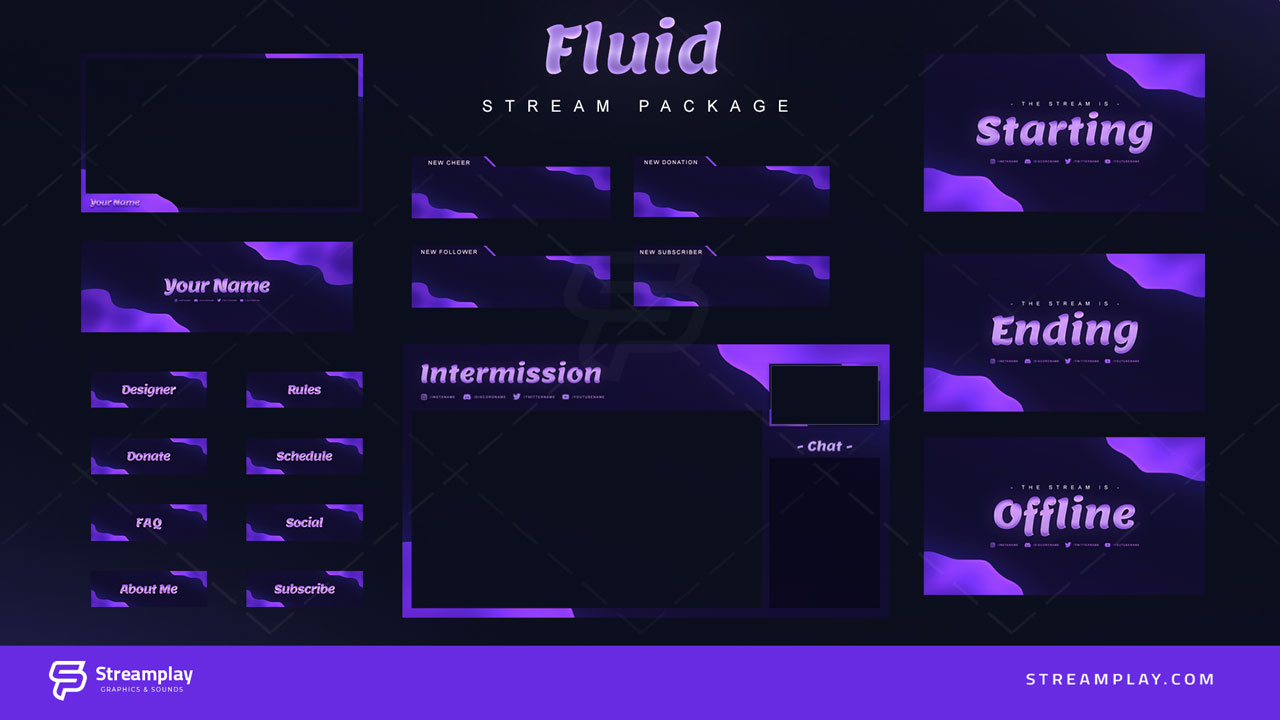 Fluid
STREAM PACKAGE
Your Name
Your Name
Designer
Rules
Donate
Schedule
FAQ
Social
About Me
Subscribe
NEW CHEER
NEW DONATION
NEW FOLLOWER
NEW SUBSCRIBER
Intermission
/INSTANAME /DISCORDNAME /TWITTERNAME /YOUTUBENAME
- Chat -
- THE STREAM IS -
Starting
/INSTANAME /DISCORDNAME /TWITTERNAME /YOUTUBENAME
- THE STREAM IS -
Ending
/INSTANAME /DISCORDNAME /TWITTERNAME /YOUTUBENAME
- THE STREAM IS -
Offline
/INSTANAME /DISCORDNAME /TWITTERNAME /YOUTUBENAME
Streamplay
GRAPHICS & SOUNDS
STREAMPLAY.COM